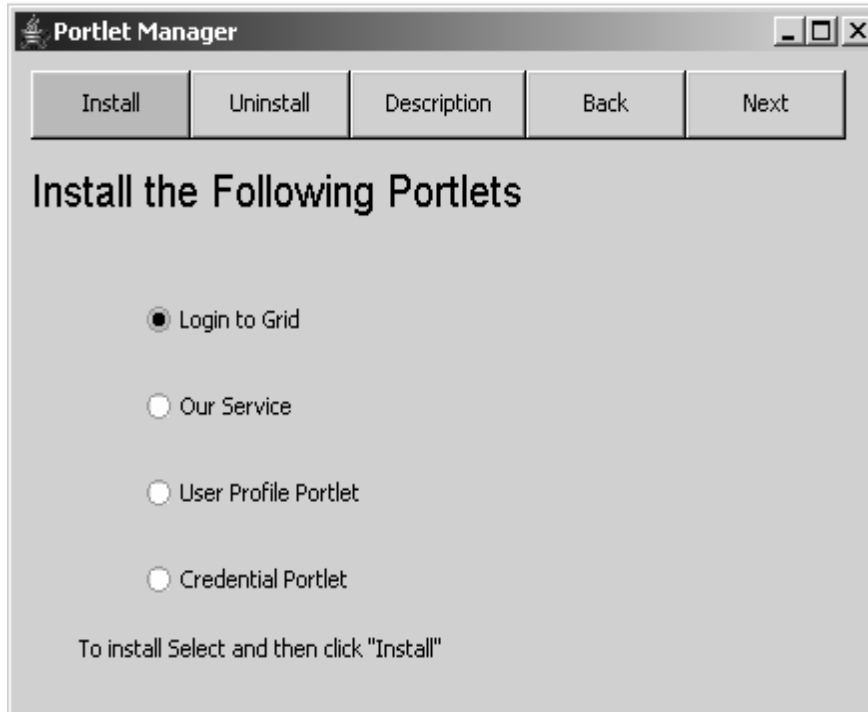 Portlet Manager
Install Uninstall Description Back Next
Install the Following Portlets
Login to Grid
Our Service
User Profile Portlet
Credential Portlet
To install Select and then click "Install"